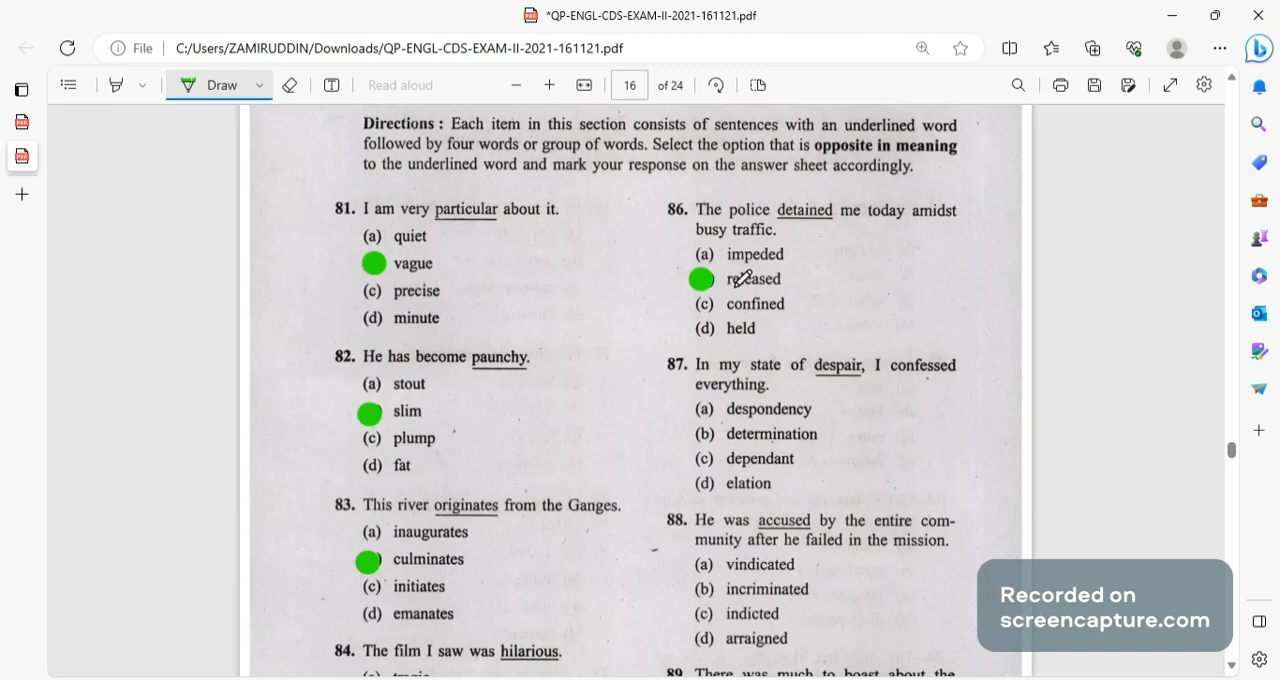 *QP-ENGL-CDS-EXAM-II-2021-161121.pdf
File
C:/Users/ZAMIRUDDIN/Downloads/QP-ENGL-CDS-EXAM-II-2021-161121.pdf
Draw
Read aloud
16 of 24
Directions : Each item in this section consists of sentences with an underlined word
followed by four words or group of words. Select the option that is opposite in meaning
to the underlined word and mark your response on the answer sheet accordingly.
81. I am very particular about it.
(a) quiet
vague
(c) precise
(d) minute
82. He has become paunchy.
(a) stout
slim
(c) plump
(d) fat
83. This river originates from the Ganges.
(a) inaugurates
culminates
(c) initiates
(d) emanates
84. The film I saw was hilarious.
86. The police detained me today amidst
busy traffic.
(a) impeded
released
(c) confined
(d) held
87. In my state of despair, I confessed
everything.
(a) despondency
(b) determination
(c) dependant
(d) elation
88. He was accused by the entire com-
munity after he failed in the mission.
(a) vindicated
(b) incriminated
(c) indicted
(d) arraigned
89. There was much to boast about the
Recorded on
screencapture.com